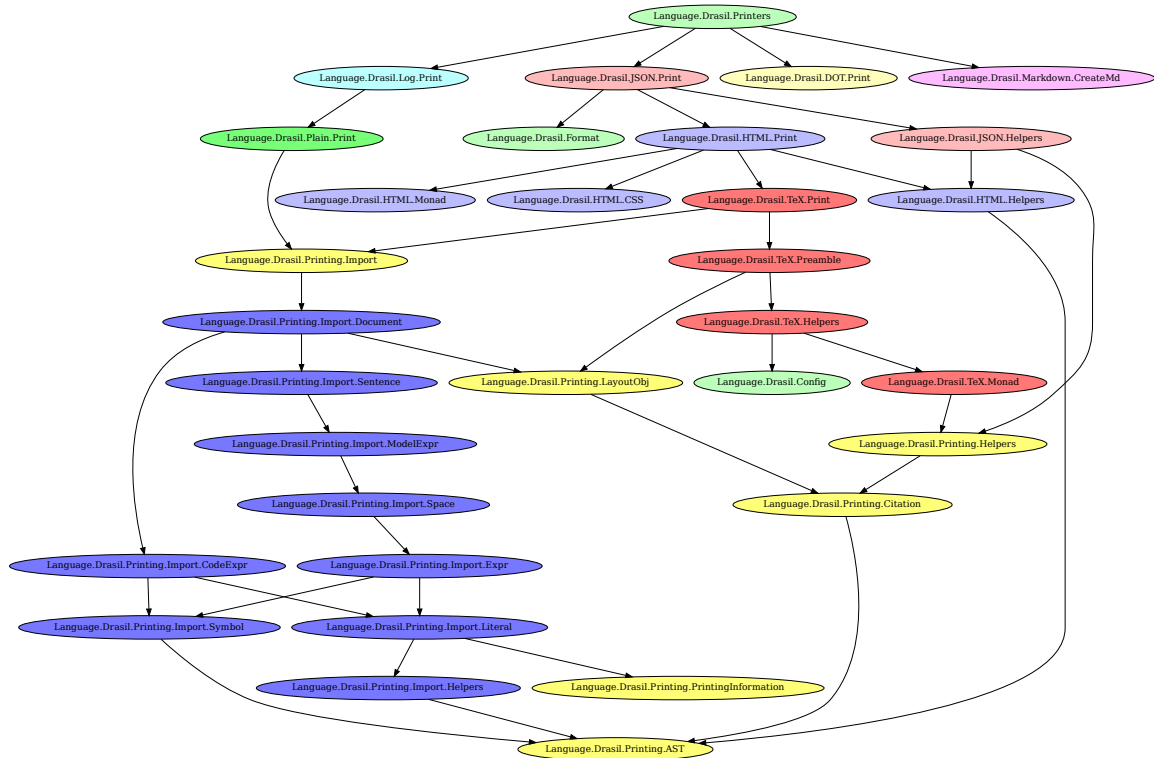 Language.Drasil.Printers
Language.Drasil.Log.Print
Language.Drasil.JSON.Print
Language.Drasil.DOT.Print
Language.Drasil.Markdown.CreateMd
Language.Drasil.Plain.Print
Language.Drasil.Format
Language.Drasil.HTML.Print
Language.Drasil.JSON.Helpers
Language.Drasil.HTML.Monad
Language.Drasil.HTML.CSS
Language.Drasil.TeX.Print
Language.Drasil.HTML.Helpers
Language.Drasil.Printing.Import
Language.Drasil.TeX.Preamble
Language.Drasil.Printing.Import.Document
Language.Drasil.TeX.Helpers
Language.Drasil.Printing.Import.Sentence
Language.Drasil.Printing.LayoutObj
Language.Drasil.Config
Language.Drasil.TeX.Monad
Language.Drasil.Printing.Import.ModelExpr
Language.Drasil.Printing.Helpers
Language.Drasil.Printing.Import.Space
Language.Drasil.Printing.Citation
Language.Drasil.Printing.Import.CodeExpr
Language.Drasil.Printing.Import.Expr
Language.Drasil.Printing.Import.Symbol
Language.Drasil.Printing.Import.Literal
Language.Drasil.Printing.Import.Helpers
Language.Drasil.Printing.PrintingInformation
Language.Drasil.Printing.AST